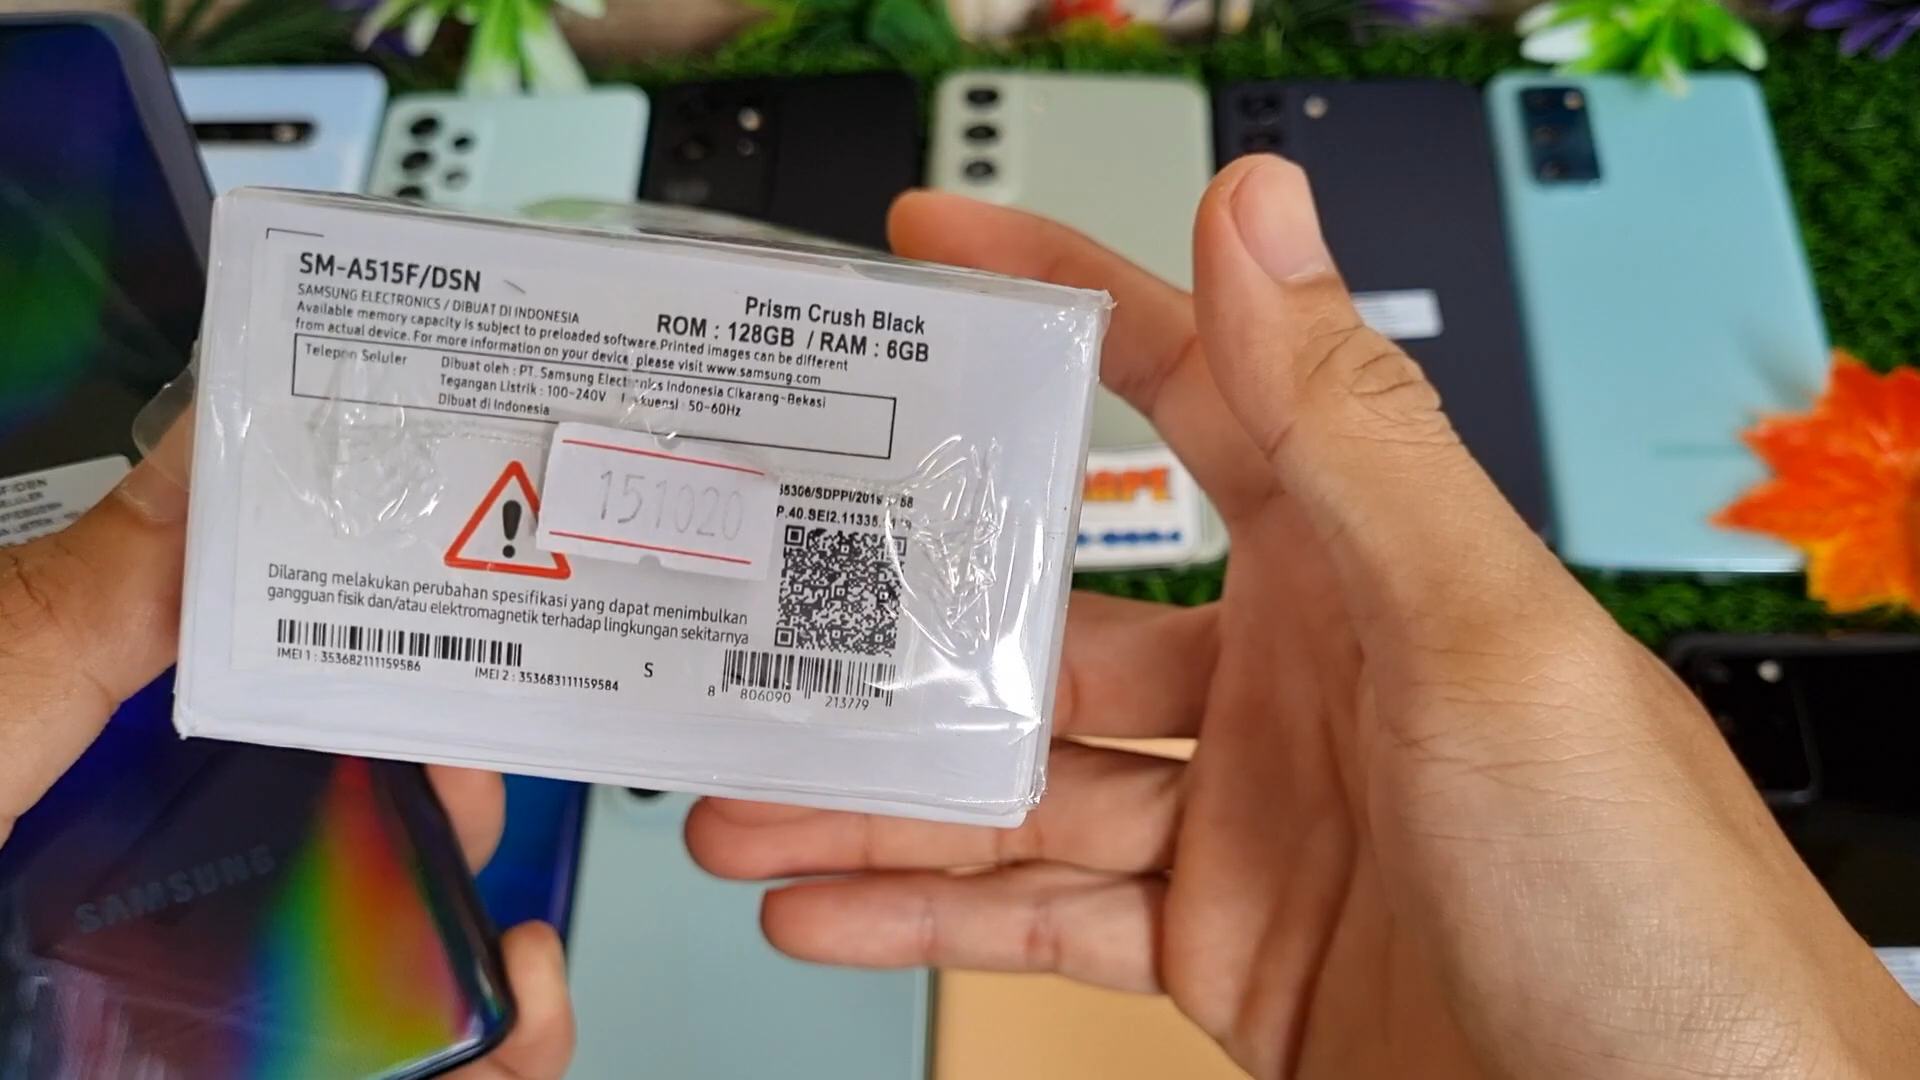 SM-A515F/DSN
SAMSUNG ELECTRONICS / DIBUAT DI INDONESIA
Prism Crush Black
ROM : 128GB / RAM : 6GB
Available memory capacity is subject to preloaded software.Printed images can be different
from actual device. For more information on your device please visit www.samsung.com
Telepon Seluler
Dibuat oleh : PT. Samsung Electronics Indonesia Cikarang-Bekasi
Tegangan Listrik : 100-240V
50-60Hz
Dibuat di Indonesia
151020
Dilarang melakukan perubahan spesifikasi yang dapat menimbulkan
gangguan fisik dan/atau elektromagnetik terhadap lingkungan sekitarnya
IMEI 1 : 353682111159586
IMEI 2 : 353683111159584
S
8 806090 213779
SAMSUNG